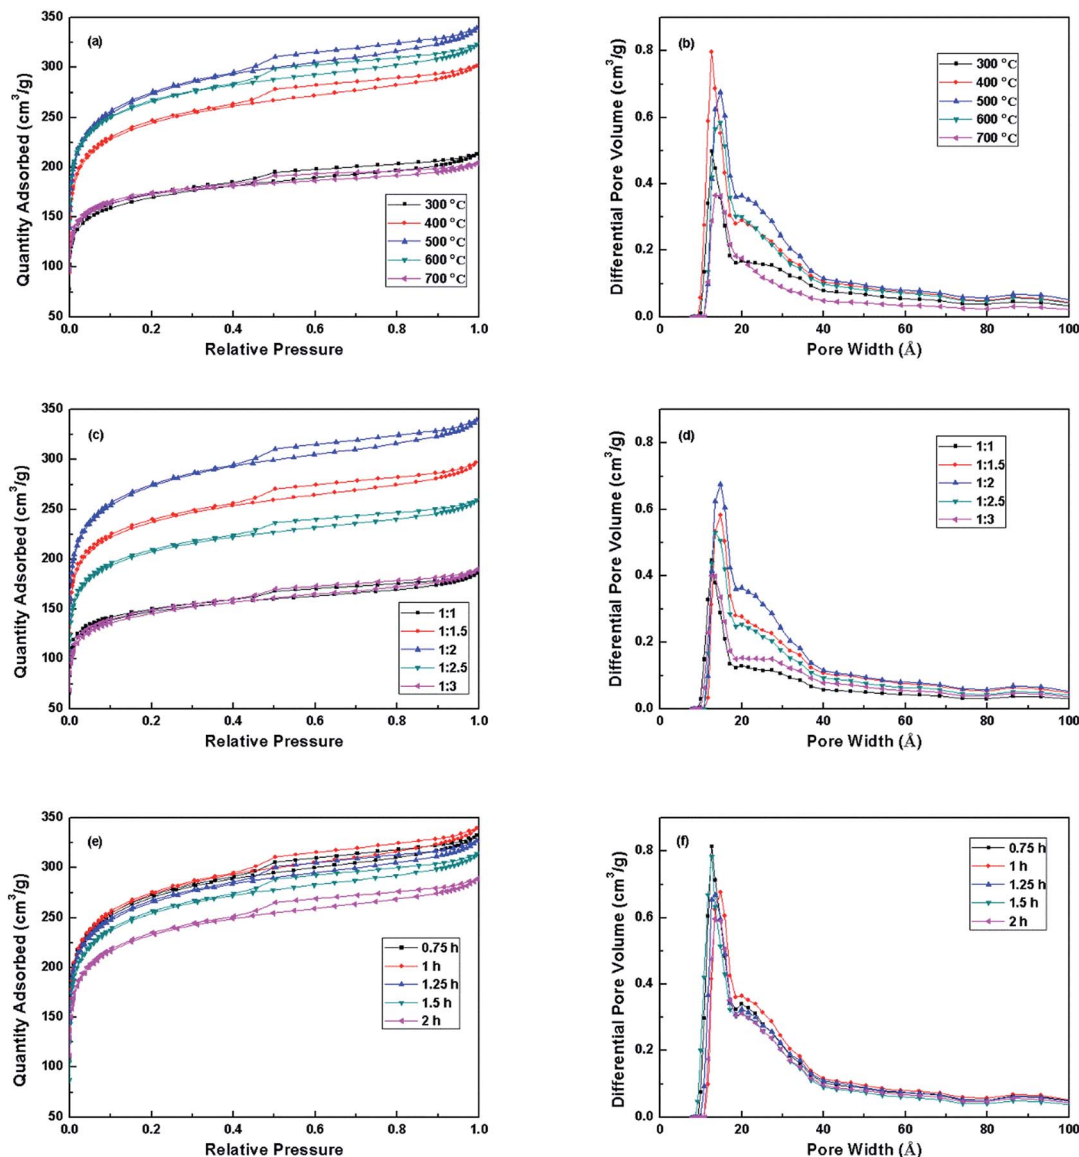 (a)
Quantity Adsorbed (cm³/g)
350
300
250
200
150
100
50
300 °C
400 °C
500 °C
600 °C
700 °C
0.0 0.2 0.4 0.6 0.8 1.0
Relative Pressure
(b)
Differential Pore Volume (cm³/g)
0.8
0.6
0.4
0.2
0.0
300 °C
400 °C
500 °C
600 °C
700 °C
0 20 40 60 80 100
Pore Width (Å)
(c)
Quantity Adsorbed (cm³/g)
350
300
250
200
150
100
50
1:1
1:1.5
1:2
1:2.5
1:3
0.0 0.2 0.4 0.6 0.8 1.0
Relative Pressure
(d)
Differential Pore Volume (cm³/g)
0.8
0.6
0.4
0.2
0.0
1:1
1:1.5
1:2
1:2.5
1:3
0 20 40 60 80 100
Pore Width (Å)
(e)
Quantity Adsorbed (cm³/g)
350
300
250
200
150
100
50
0.75 h
1 h
1.25 h
1.5 h
2 h
0.0 0.2 0.4 0.6 0.8 1.0
Relative Pressure
(f)
Differential Pore Volume (cm³/g)
0.8
0.6
0.4
0.2
0.0
0.75 h
1 h
1.25 h
1.5 h
2 h
0 20 40 60 80 100
Pore Width (Å)